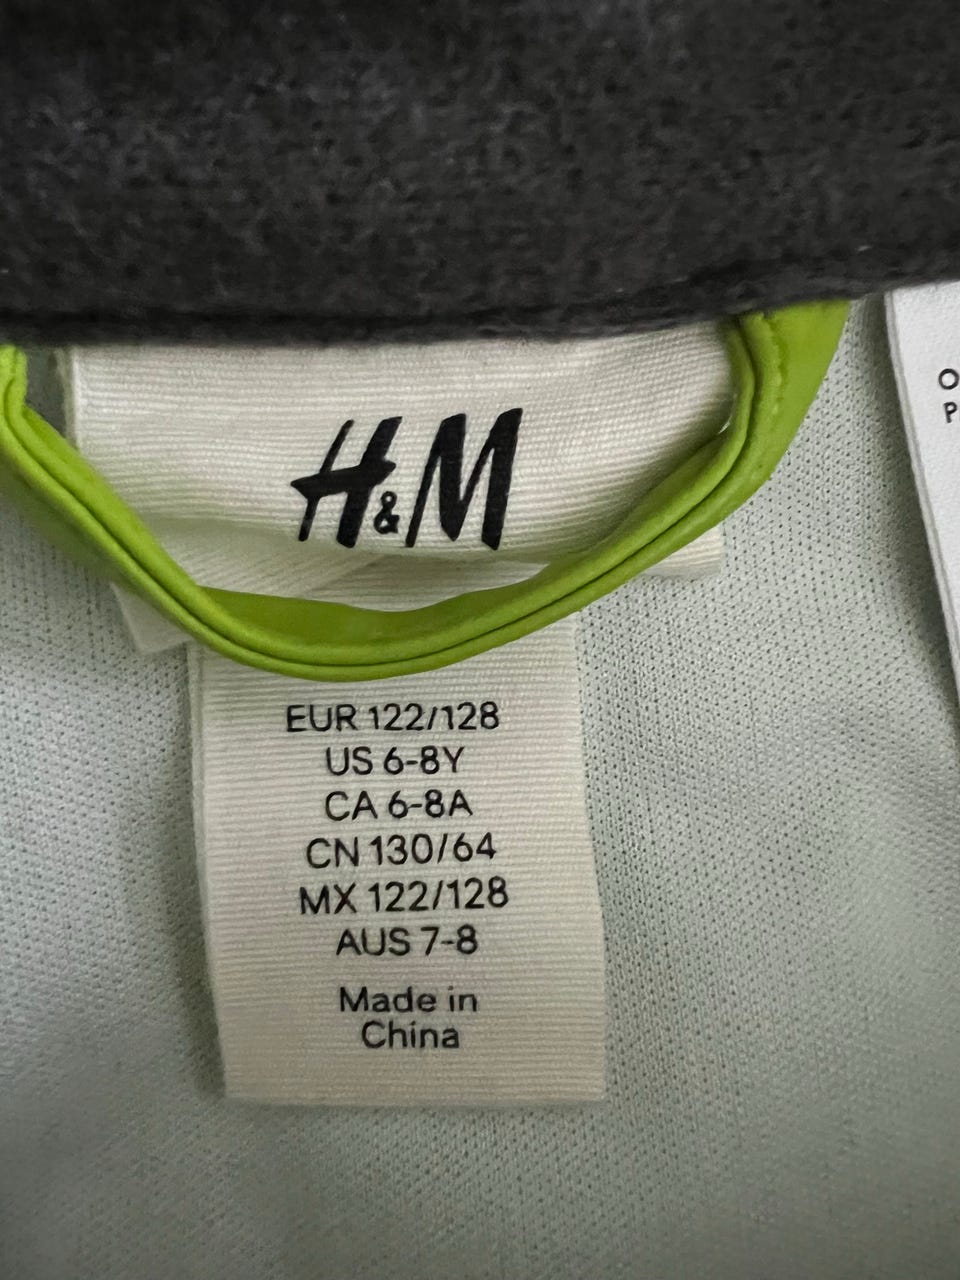 H&M
EUR 122/128
US 6-8Y
CA 6-8A
CN 130/64
MX 122/128
AUS 7-8
Made in
China